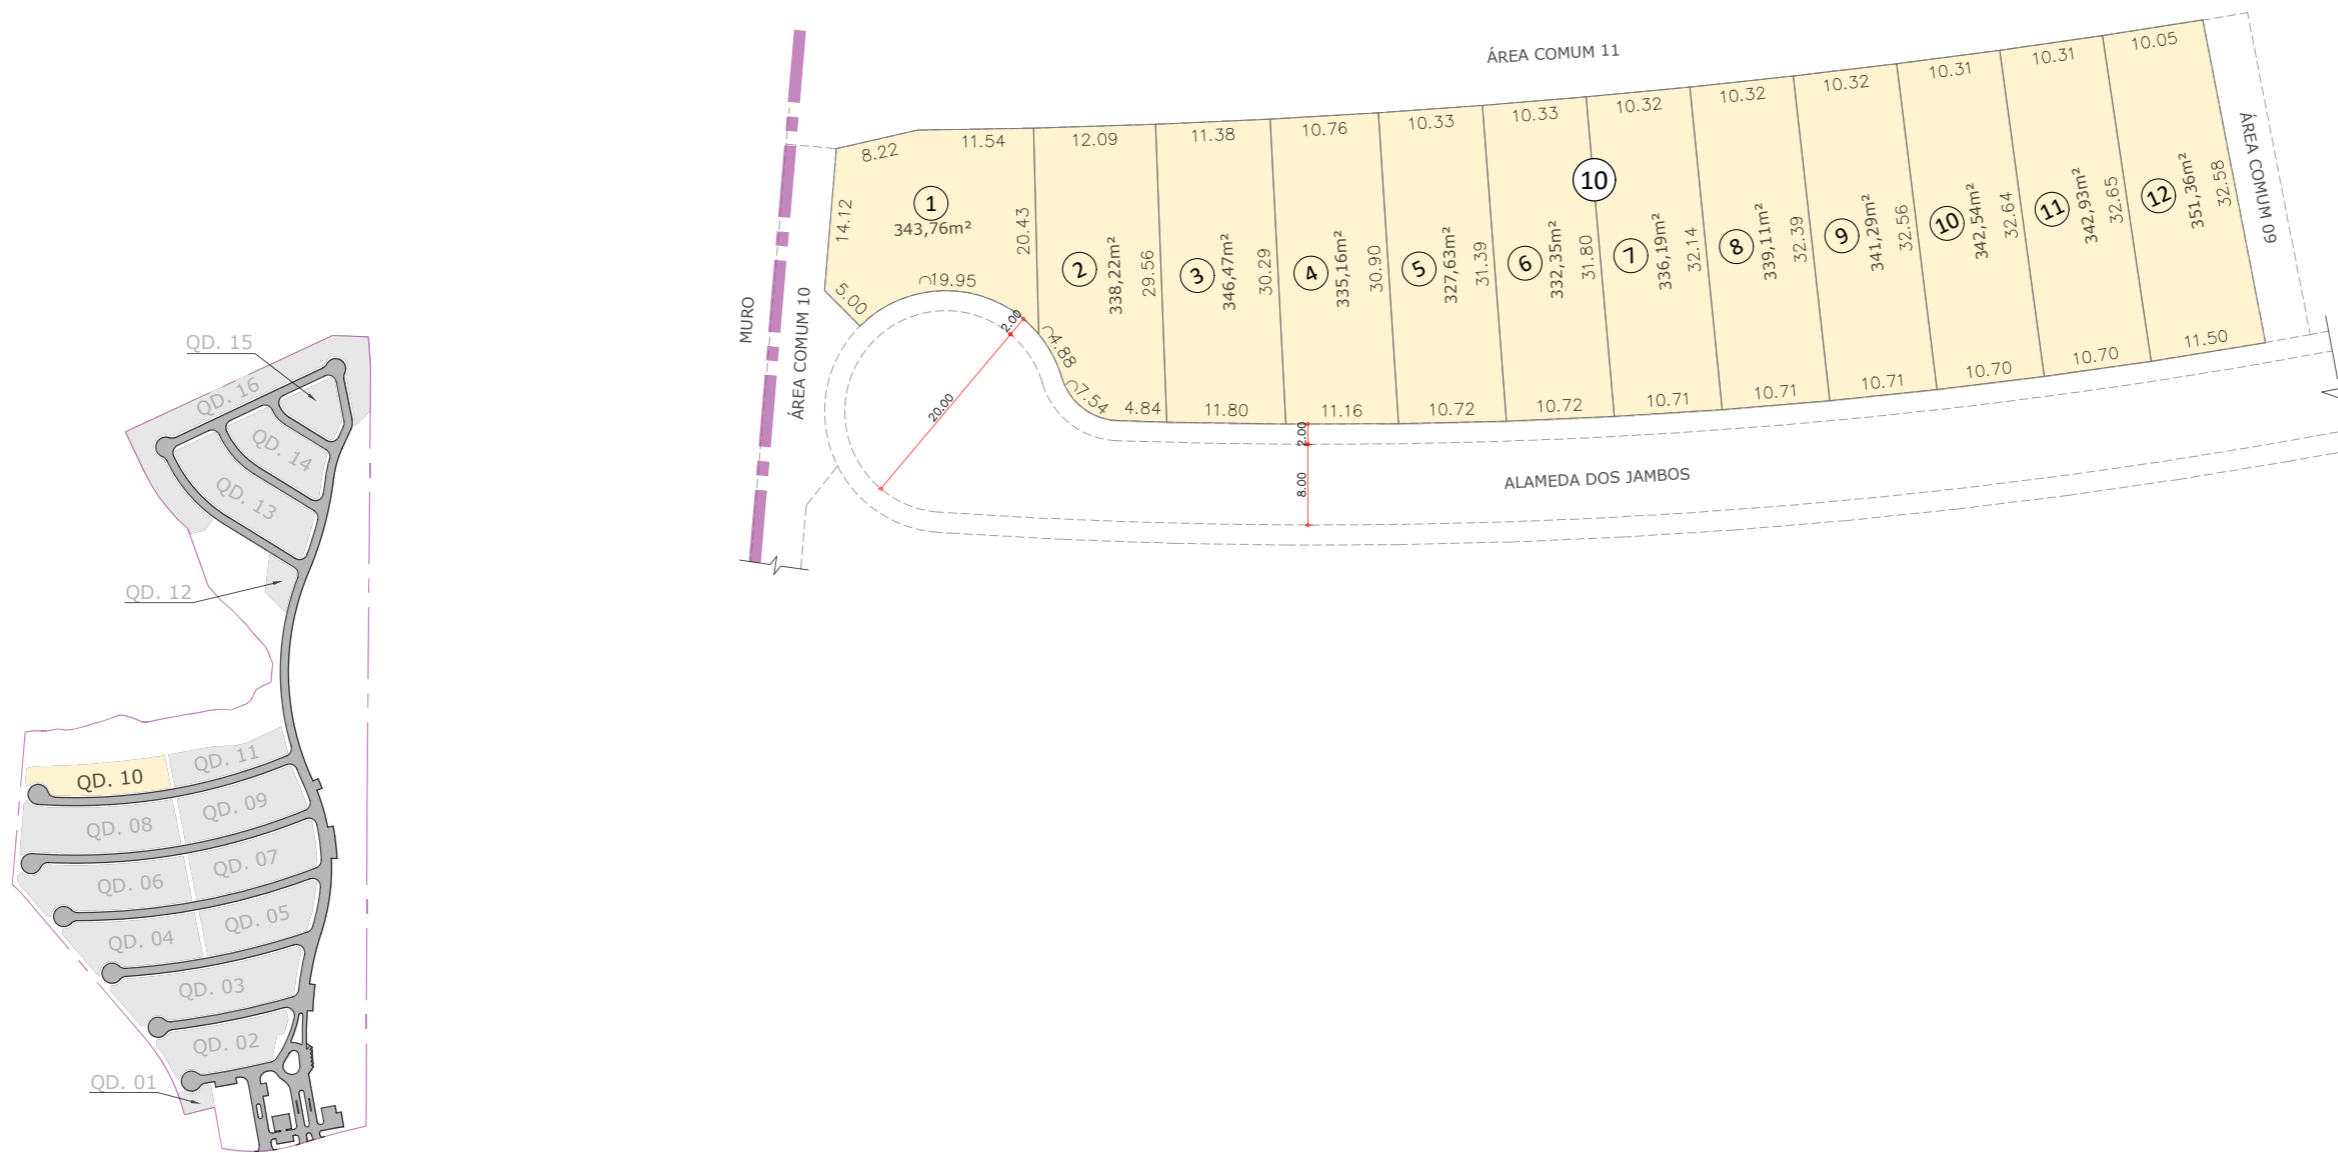 QD. 15
QD. 16
QD. 14
QD. 13
QD. 12
QD. 11
QD. 10
QD. 09
QD. 08
QD. 07
QD. 06
QD. 05
QD. 04
QD. 03
QD. 02
QD. 01
MURO
ÁREA COMUM 10
ÁREA COMUM 11
ÁREA COMUM 09
ALAMEDA DOS JAMBOS
10
8.22
11.54
12.09
11.38
10.76
10.33
10.33
10.32
10.32
10.32
10.31
10.31
10.05
14.12
1
343,76m²
20.43
5.00
∩19.95
2
338,22m²
29.56
3
346,47m²
30.29
4
335,16m²
30.90
5
327,63m²
31.39
6
332,35m²
31.80
7
336,19m²
32.14
8
339,11m²
32.39
9
341,29m²
32.56
10
342,54m²
32.64
11
342,93m²
32.65
12
351,36m²
32.58
2.00
20.00
∩4.88
∩7.54
4.84
11.80
11.16
10.72
10.72
10.71
10.71
10.71
10.70
10.70
11.50
2.00
8.00